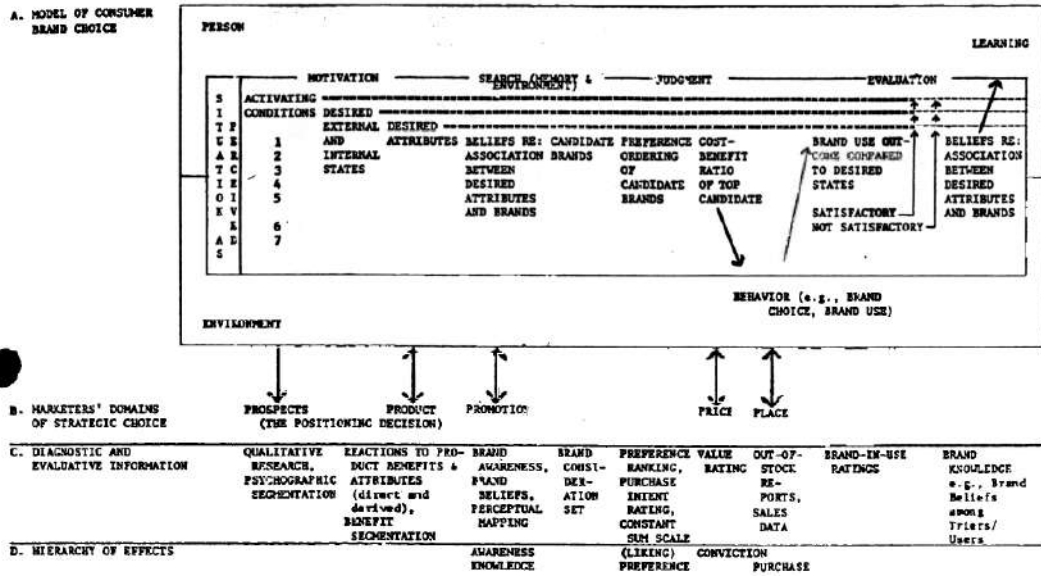 A. MODEL OF CONSUMER
BRAND CHOICE
PERSON
LEARNING
MOTIVATION
SEARCH (MEMORY &
ENVIRONMENT)
JUDGMENT
EVALUATION
SITUATION AS
PERCEIVED
ACTIVATING
CONDITIONS
1
2
3
4
5
6
7
DESIRED
EXTERNAL
AND
INTERNAL
STATES
DESIRED
ATTRIBUTES
BELIEFS RE:
ASSOCIATION
BETWEEN
DESIRED
ATTRIBUTES
AND BRANDS
CANDIDATE
BRANDS
PREFERENCE
ORDERING
OF
CANDIDATE
BRANDS
COST-
BENEFIT
RATIO
OF TOP
CANDIDATE
BRAND USE OUT-
COME COMPARED
TO DESIRED
STATES
SATISFACTORY
NOT SATISFACTORY
BELIEFS RE:
ASSOCIATION
BETWEEN
DESIRED
ATTRIBUTES
AND BRANDS
BEHAVIOR (e.g., BRAND
CHOICE, BRAND USE)
ENVIRONMENT
B. MARKETERS' DOMAINS
OF STRATEGIC CHOICE
PROSPECTS
PRODUCT
(THE POSITIONING DECISION)
PROMOTION
PRICE
PLACE
C. DIAGNOSTIC AND
EVALUATIVE INFORMATION
QUALITATIVE
RESEARCH,
PSYCHOGRAPHIC
SEGMENTATION
REACTIONS TO PRO-
DUCT BENEFITS &
ATTRIBUTES
(direct and
derived),
BENEFIT
SEGMENTATION
BRAND
AWARENESS,
BRAND
BELIEFS,
PERCEPTUAL
MAPPING
BRAND
CONSI-
DER-
ATION
SET
PREFERENCE
RANKING,
PURCHASE
INTENT
RATING,
CONSTANT
SUM SCALE
VALUE
RATING
OUT-OF-
STOCK
RE-
PORTS,
SALES
DATA
BRAND-IN-USE
RATINGS
BRAND
KNOWLEDGE
e.g., Brand
Beliefs
among
Triers/
Users
D. HIERARCHY OF EFFECTS
AWARENESS
KNOWLEDGE
(LIKING)
PREFERENCE
CONVICTION
PURCHASE